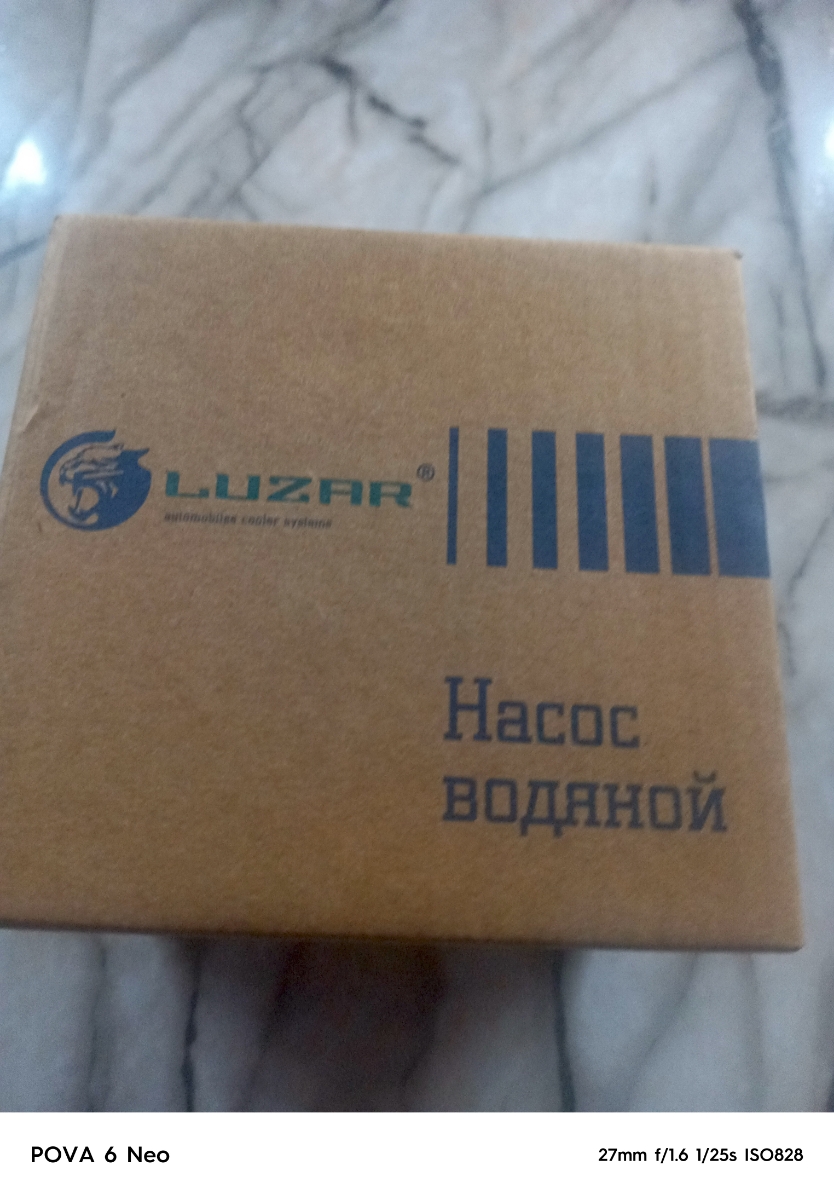 LUZAR®
automobiles cooler systems
Насос
водяной
POVA 6 Neo
27mm f/1.6 1/25s ISO828